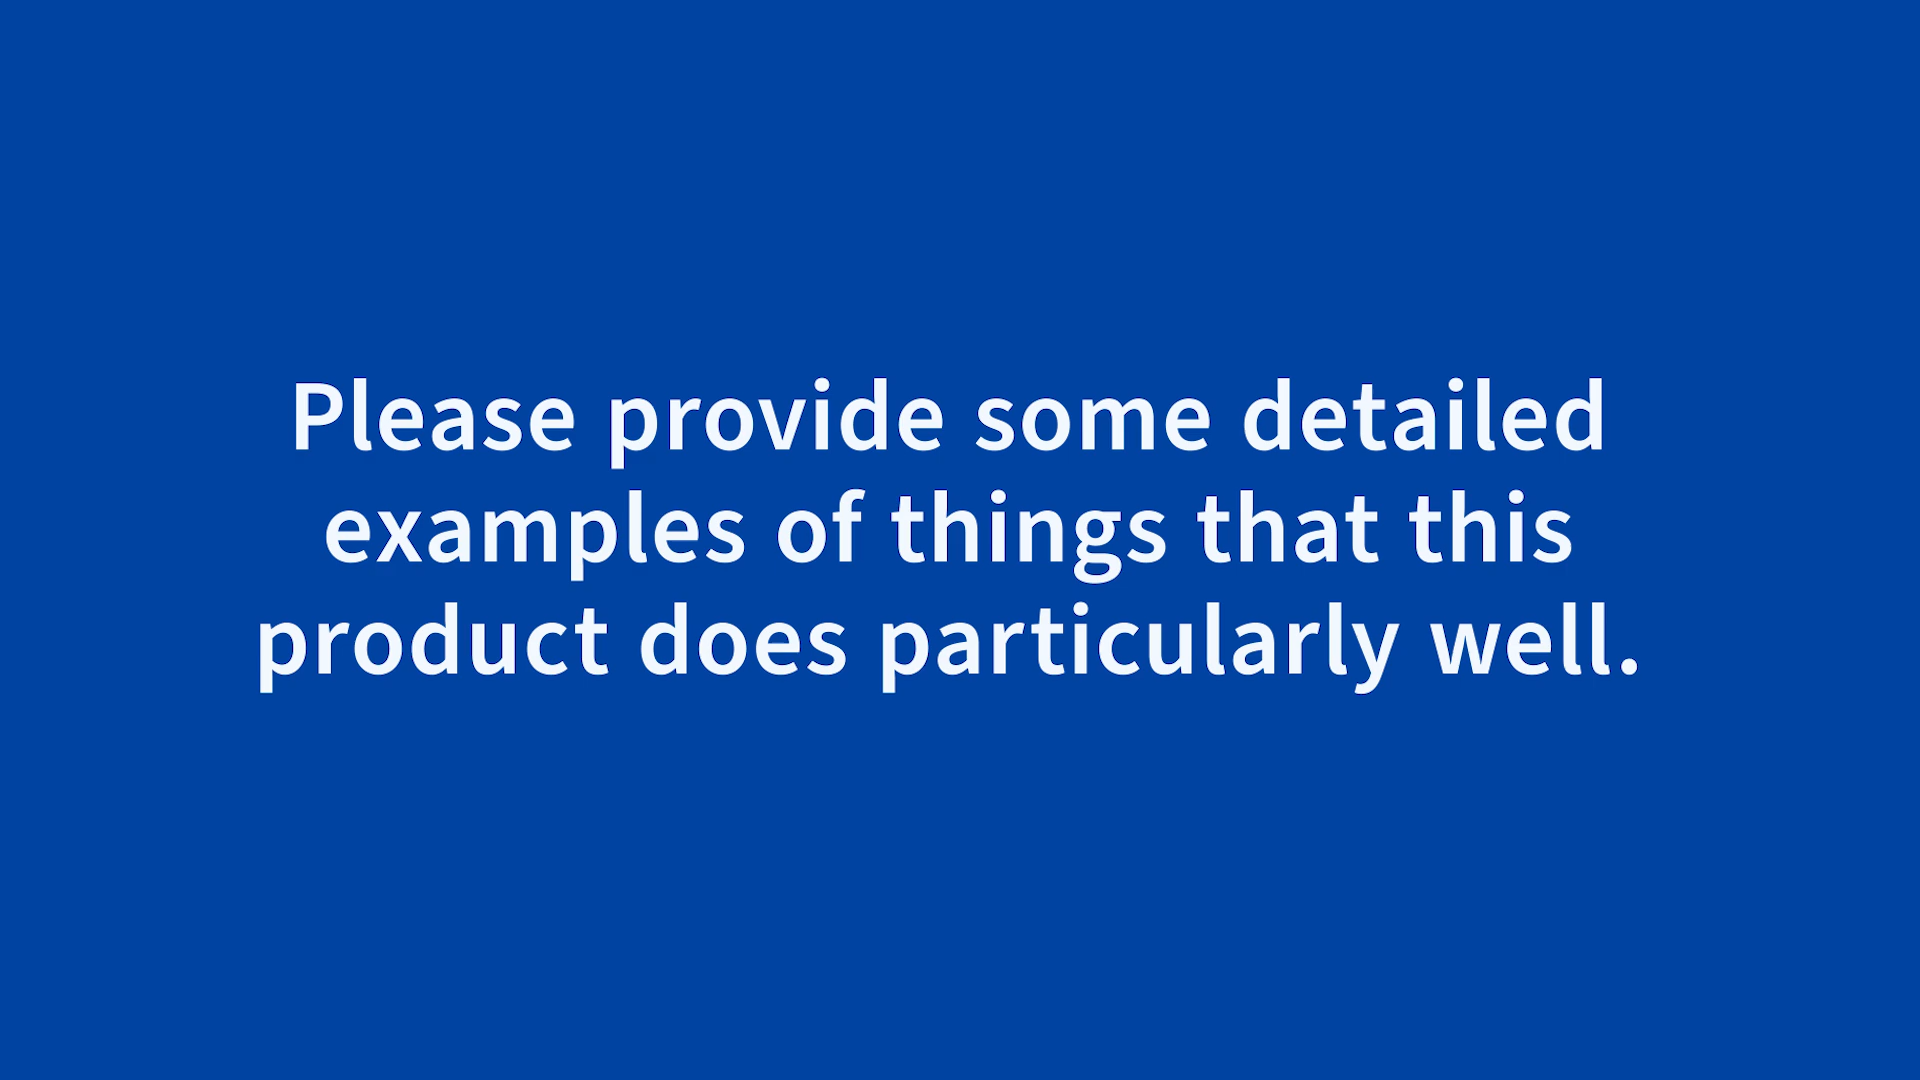 Please provide some detailed
examples of things that this
product does particularly well.